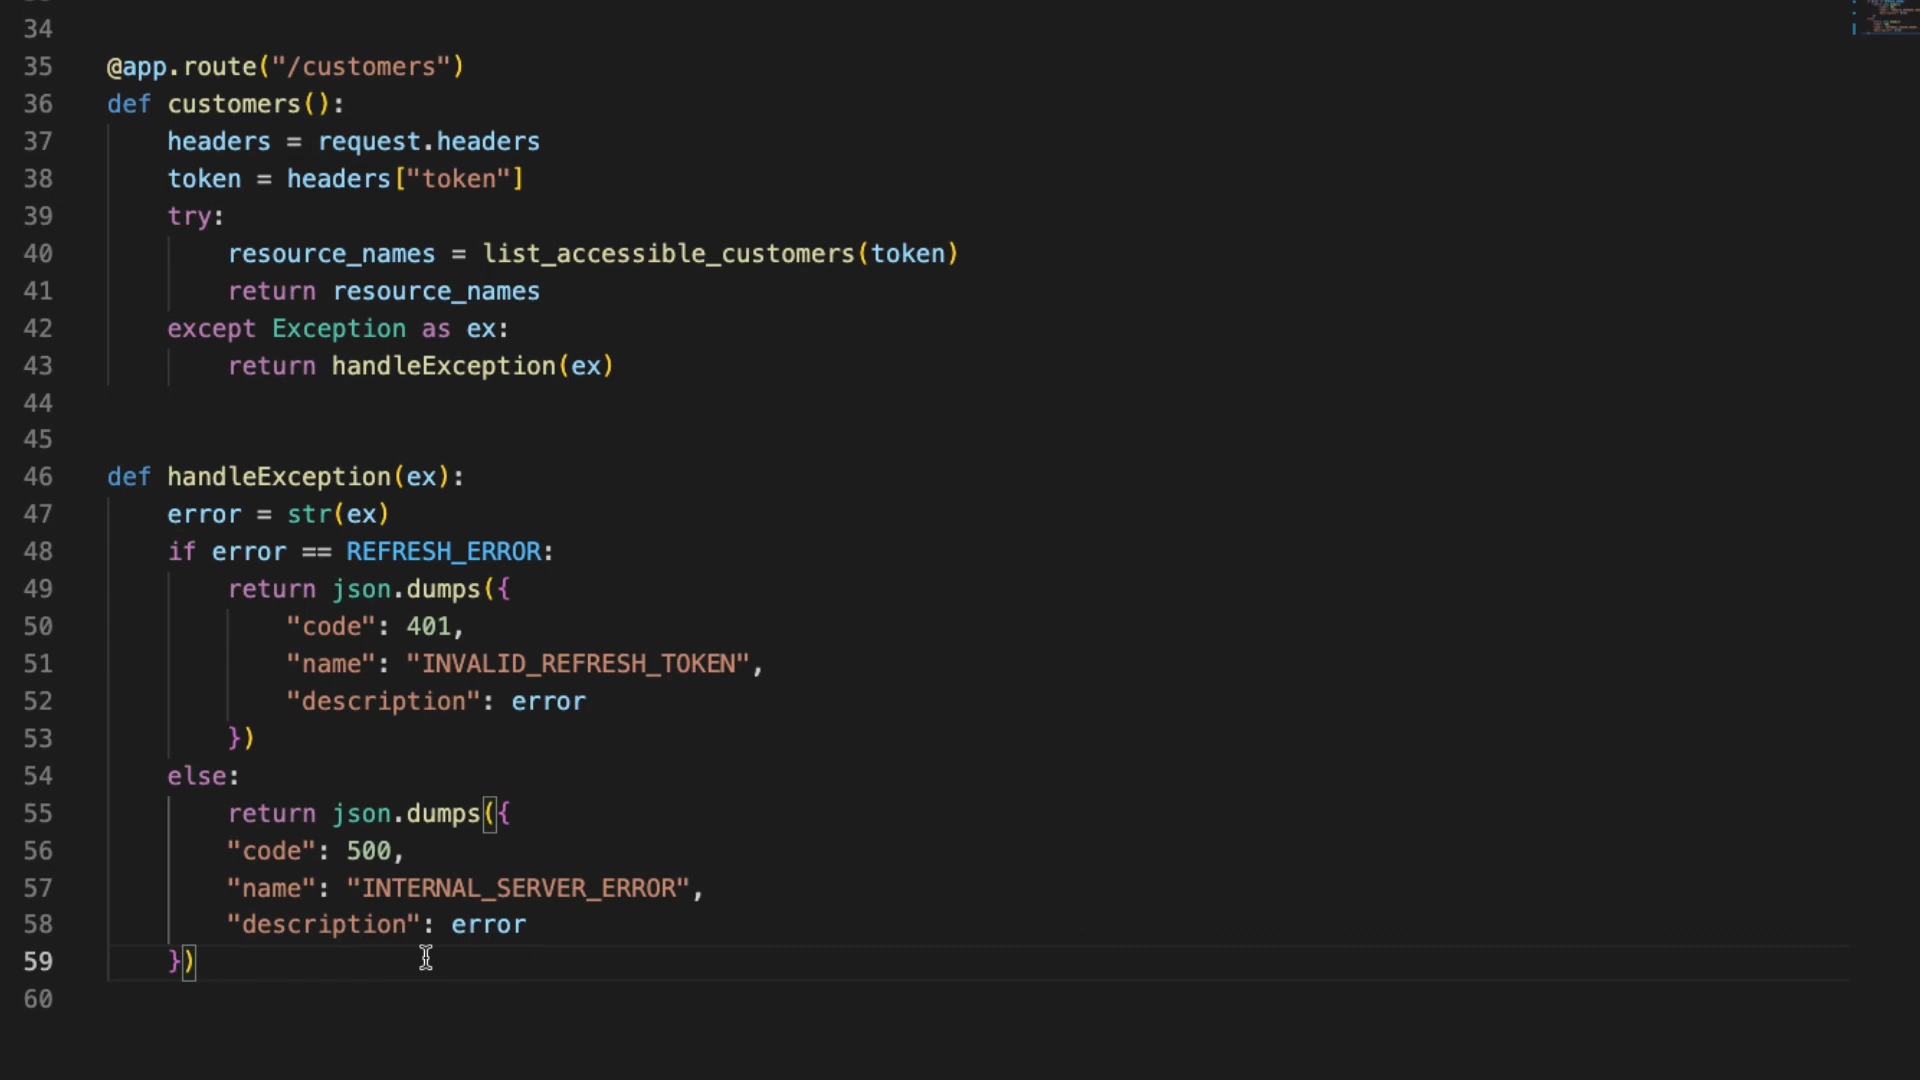 34
35 @app.route("/customers")
36 def customers():
37     headers = request.headers
38     token = headers["token"]
39     try:
40         resource_names = list_accessible_customers(token)
41         return resource_names
42     except Exception as ex:
43         return handleException(ex)
44
45
46 def handleException(ex):
47     error = str(ex)
48     if error == REFRESH_ERROR:
49         return json.dumps({
50             "code": 401,
51             "name": "INVALID_REFRESH_TOKEN",
52             "description": error
53         })
54     else:
55         return json.dumps({
56         "code": 500,
57         "name": "INTERNAL_SERVER_ERROR",
58         "description": error
59     })
60